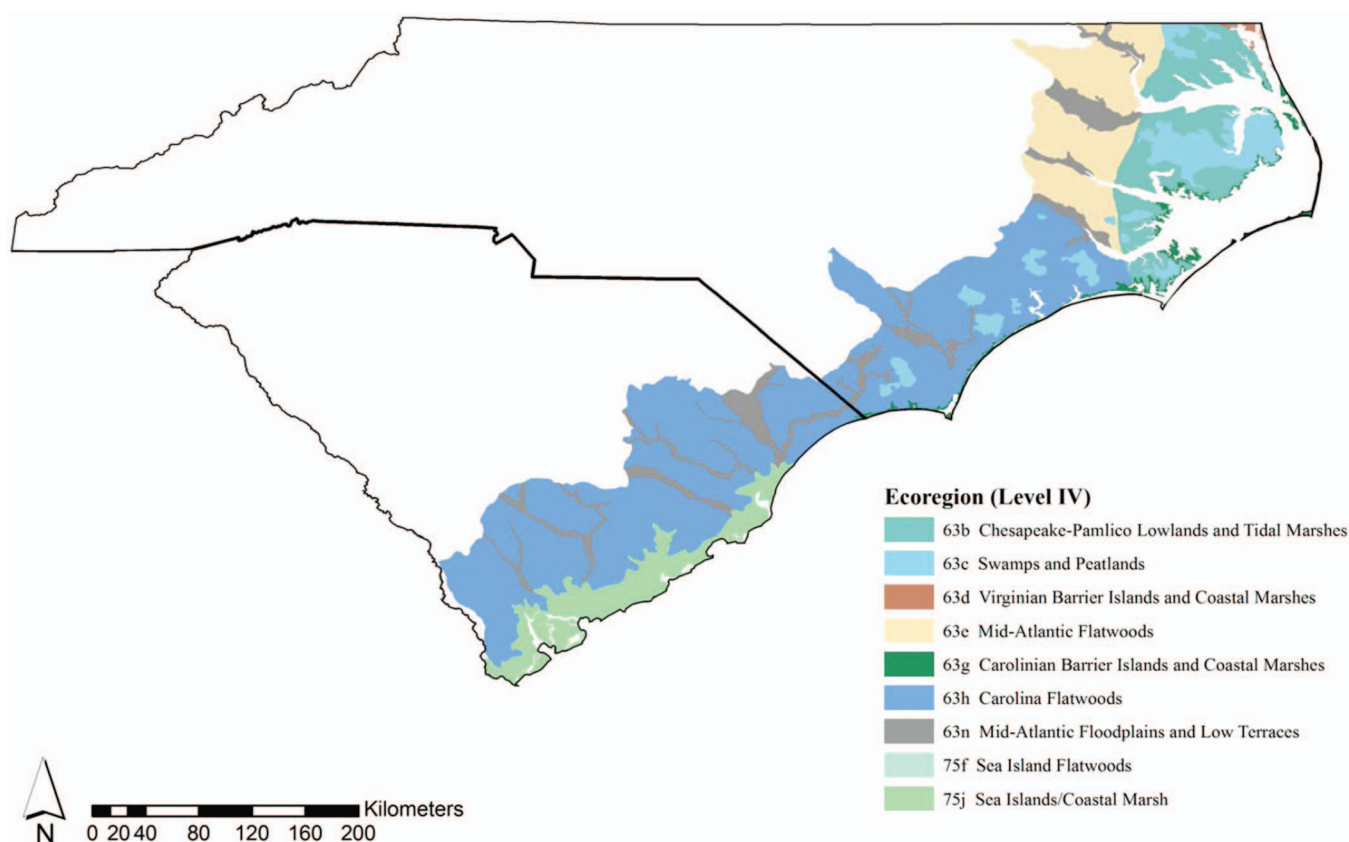 Ecoregion (Level IV)
63b Chesapeake-Pamlico Lowlands and Tidal Marshes
63c Swamps and Peatlands
63d Virginian Barrier Islands and Coastal Marshes
63e Mid-Atlantic Flatwoods
63g Carolinian Barrier Islands and Coastal Marshes
63h Carolina Flatwoods
63n Mid-Atlantic Floodplains and Low Terraces
75f Sea Island Flatwoods
75j Sea Islands/Coastal Marsh
Kilometers
N 0 20 40 80 120 160 200